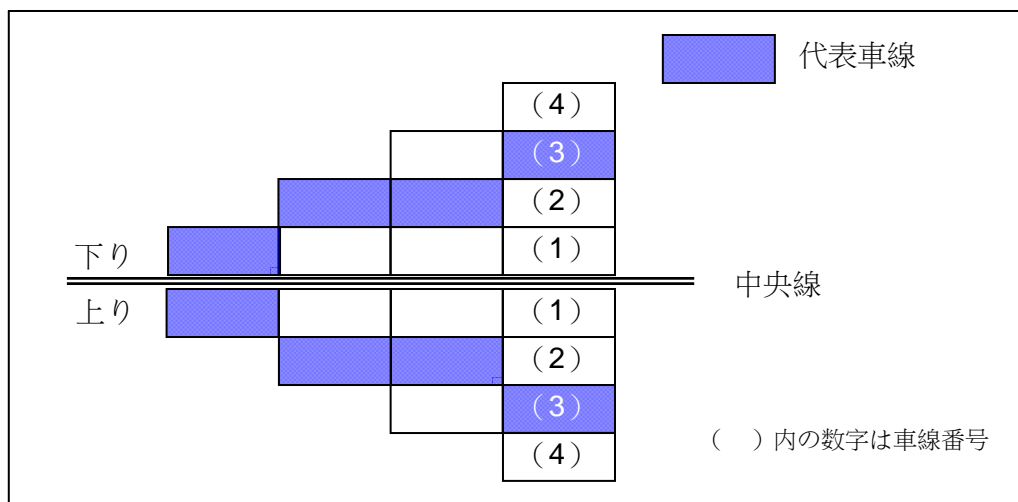 代表車線
（4）
（3）
（2）
（1）
下り
中央線
上り
（1）
（2）
（3）
（4）
（　）内の数字は車線番号